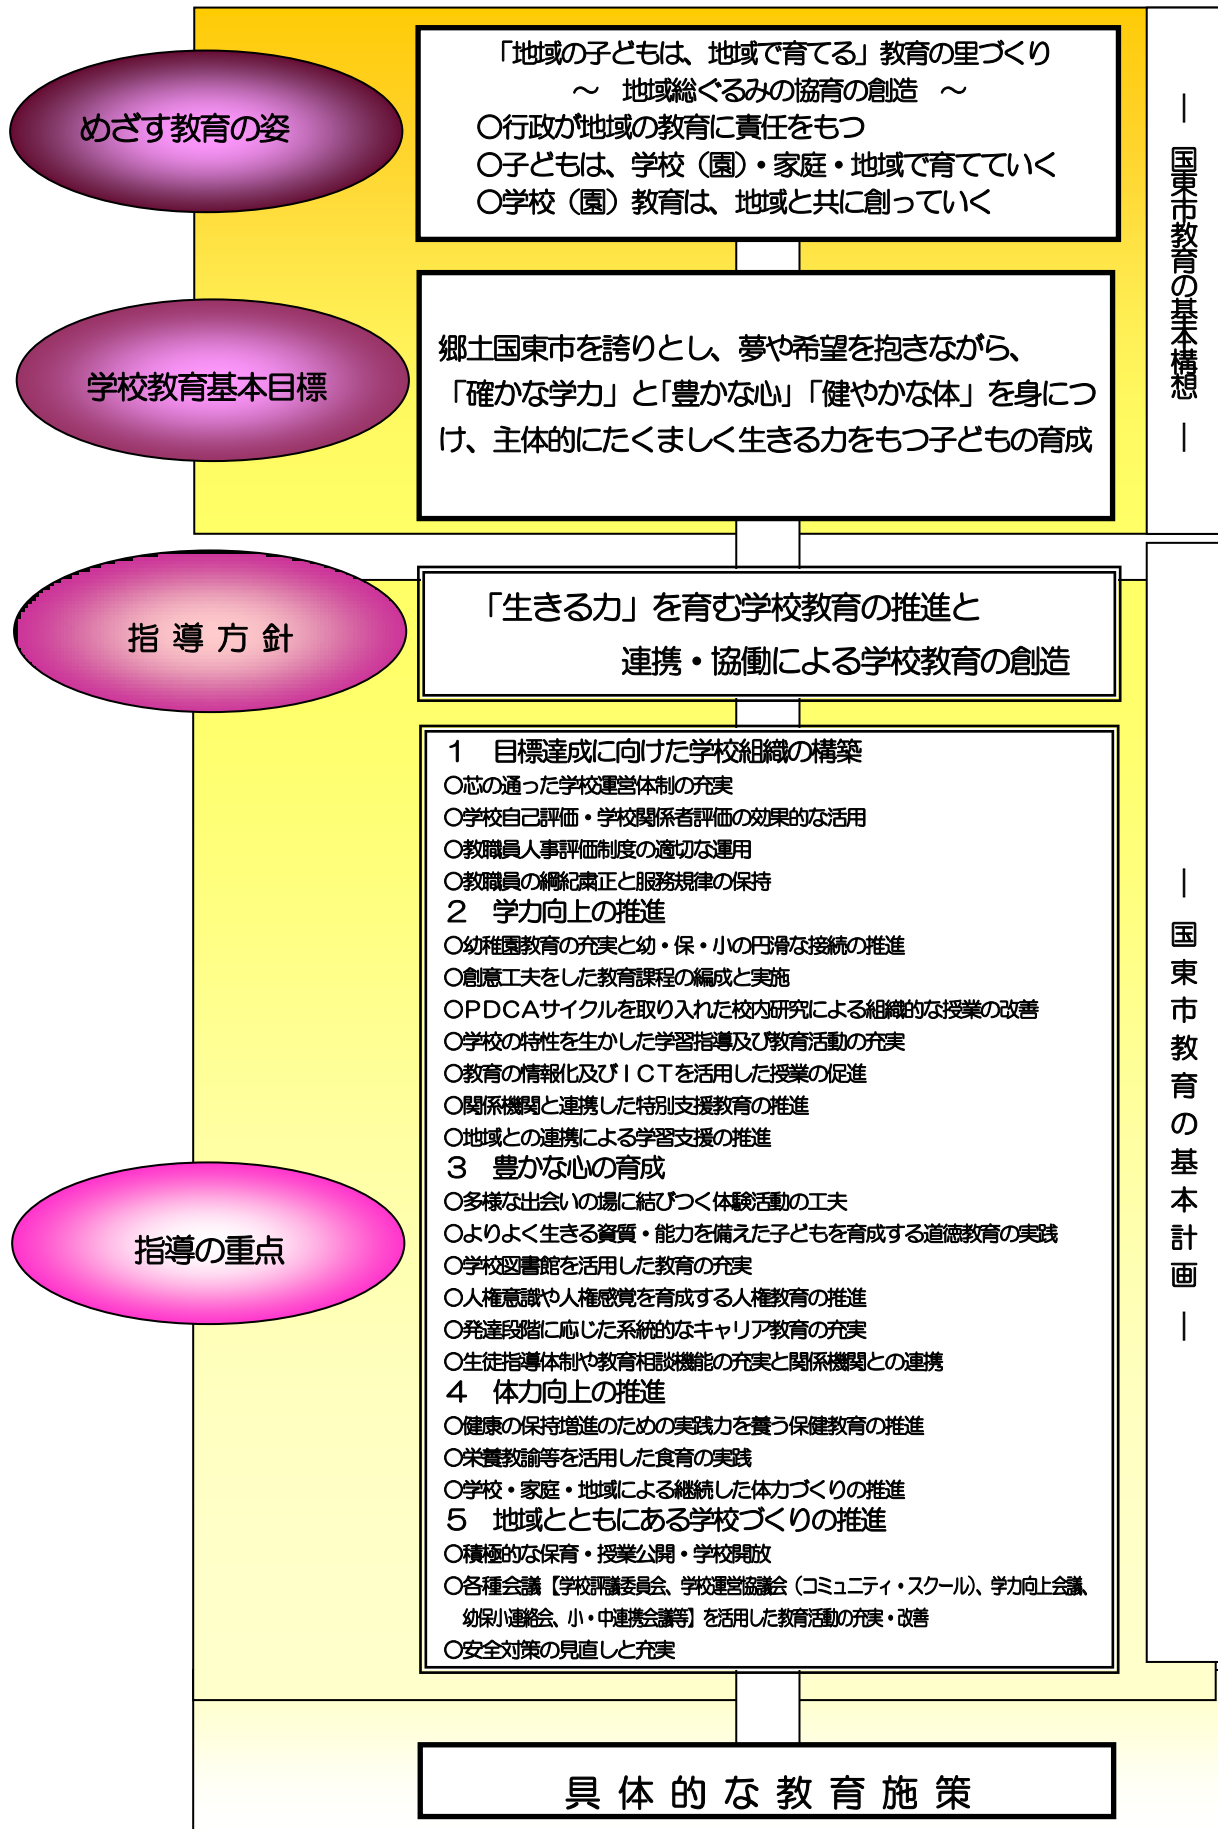 めざす教育の姿
「地域の子どもは、地域で育てる」教育の里づくり
～　地域総ぐるみの協育の創造　～
○行政が地域の教育に責任をもつ
○子どもは、学校（園）・家庭・地域で育てていく
○学校（園）教育は、地域と共に創っていく
学校教育基本目標
郷土国東市を誇りとし、夢や希望を抱きながら、
「確かな学力」と「豊かな心」「健やかな体」を身につ
け、主体的にたくましく生きる力をもつ子どもの育成
― 国東市教育の基本構想 ―
指導方針
「生きる力」を育む学校教育の推進と
連携・協働による学校教育の創造
指導の重点
１　目標達成に向けた学校組織の構築
○芯の通った学校運営体制の充実
○学校自己評価・学校関係者評価の効果的な活用
○教職員人事評価制度の適切な運用
○教職員の綱紀粛正と服務規律の保持
２　学力向上の推進
○幼稚園教育の充実と幼・保・小の円滑な接続の推進
○創意工夫をした教育課程の編成と実施
○ＰＤＣＡサイクルを取り入れた校内研究による組織的な授業の改善
○学校の特性を生かした学習指導及び教育活動の充実
○教育の情報化及びＩＣＴを活用した授業の促進
○関係機関と連携した特別支援教育の推進
○地域との連携による学習支援の推進
３　豊かな心の育成
○多様な出会いの場に結びつく体験活動の工夫
○よりよく生きる資質・能力を備えた子どもを育成する道徳教育の実践
○学校図書館を活用した教育の充実
○人権意識や人権感覚を育成する人権教育の推進
○発達段階に応じた系統的なキャリア教育の充実
○生徒指導体制や教育相談機能の充実と関係機関との連携
４　体力向上の推進
○健康の保持増進のための実践力を養う保健教育の推進
○栄養教諭等を活用した食育の実践
○学校・家庭・地域による継続した体力づくりの推進
５　地域とともにある学校づくりの推進
○積極的な保育・授業公開・学校開放
○各種会議【学校評議委員会、学校運営協議会（コミュニティ・スクール）、学力向上会議、
幼保小連絡会、小・中連携会議等】を活用した教育活動の充実・改善
○安全対策の見直しと充実
― 国東市教育の基本計画 ―
具体的な教育施策